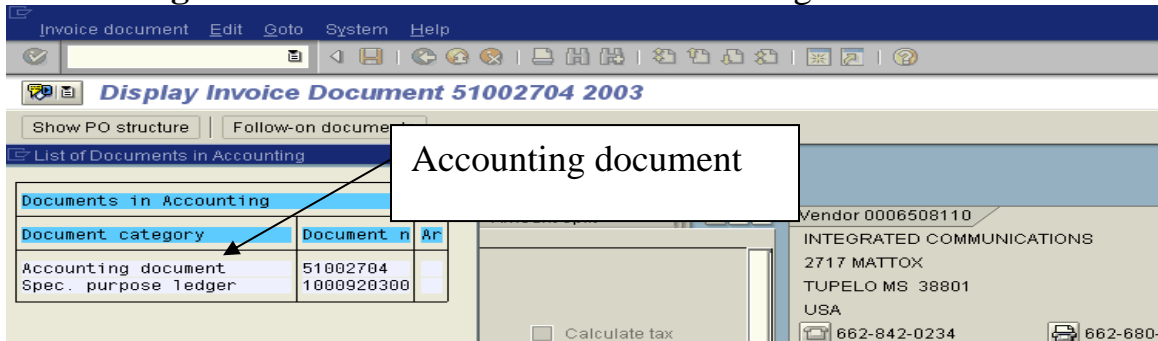 Invoice document Edit Goto System Help
Display Invoice Document 51002704 2003
Show PO structure Follow-on
List of Documents in Accounting
Accounting document
Documents in Accounting
Document category Document n Ar
Accounting document 51002704
Spec. purpose ledger 1000920300
Calculate tax
Vendor 0006508110
INTEGRATED COMMUNICATIONS
2717 MATTOX
TUPELO MS 38801
USA
662-842-0234 662-680-